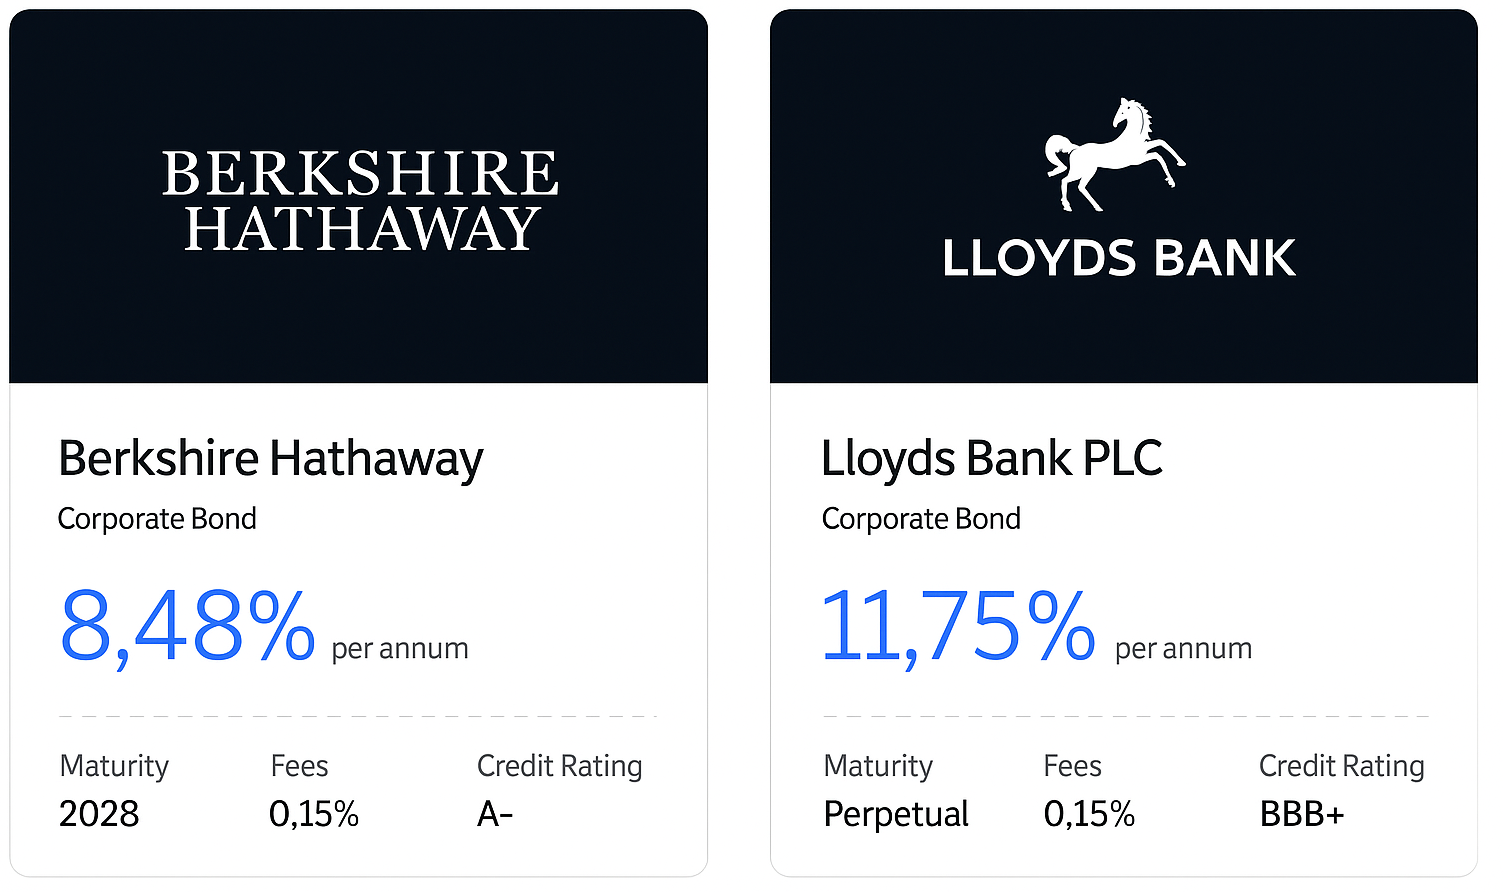 BERKSHIRE
HATHAWAY
Berkshire Hathaway
Corporate Bond
8,48% per annum
Maturity Fees Credit Rating
2028 0,15% A-
LLOYDS BANK
Lloyds Bank PLC
Corporate Bond
11,75% per annum
Maturity Fees Credit Rating
Perpetual 0,15% BBB+